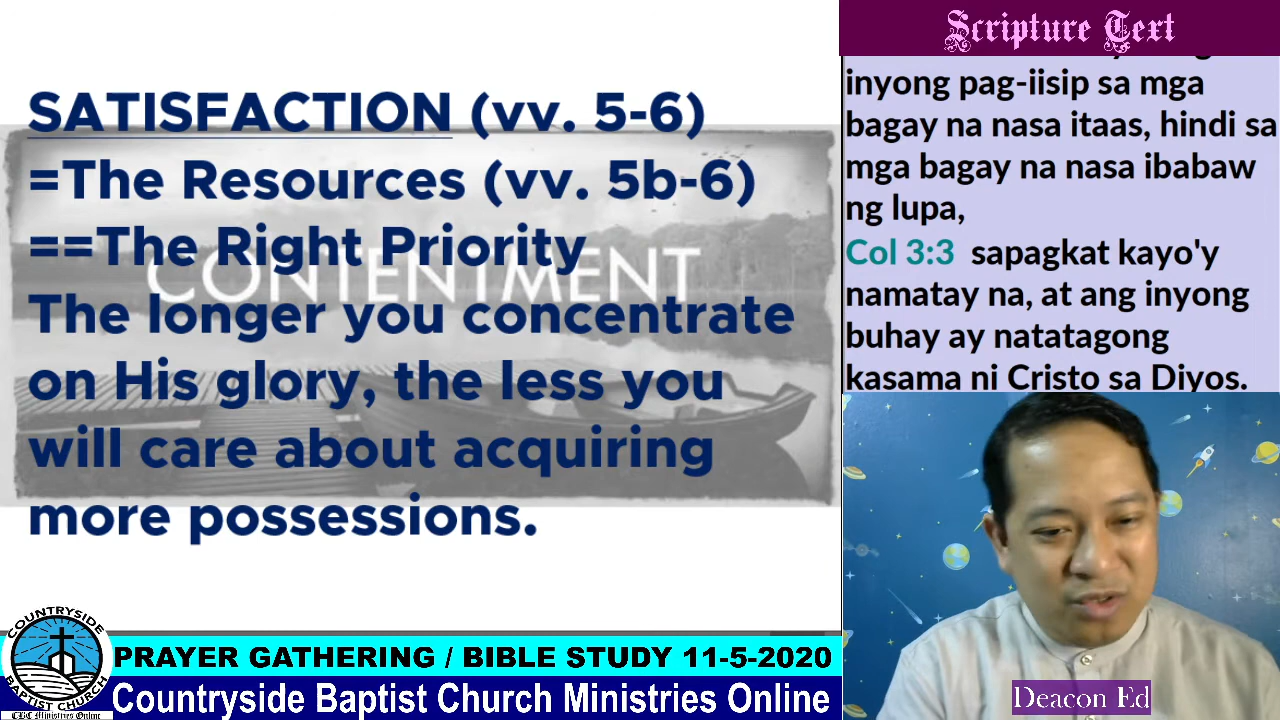 SATISFACTION (vv. 5-6)
=The Resources (vv. 5b-6)
==The Right Priority
CONTENTMENT
The longer you concentrate
on His glory, the less you
will care about acquiring
more possessions.
Scripture Text
inyong pag-iisip sa mga
bagay na nasa itaas, hindi sa
mga bagay na nasa ibabaw
ng lupa,
Col 3:3 sapagkat kayo'y
namatay na, at ang inyong
buhay ay natatagong
kasama ni Cristo sa Diyos.
Deacon Ed
COUNTRYSIDE
BAPTIST CHURCH
CBC Ministries Online
PRAYER GATHERING / BIBLE STUDY 11-5-2020
Countryside Baptist Church Ministries Online